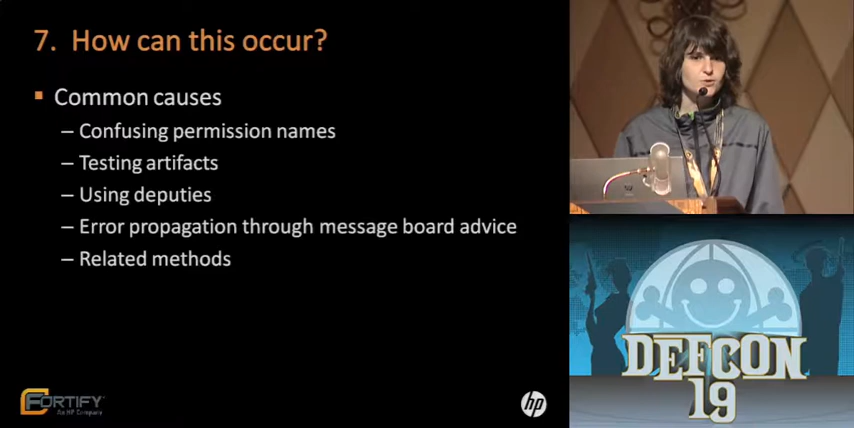 7. How can this occur?
Common causes
– Confusing permission names
– Testing artifacts
– Using deputies
– Error propagation through message board advice
– Related methods
FORTIFY
An HP Company
hp
DEFCON
19